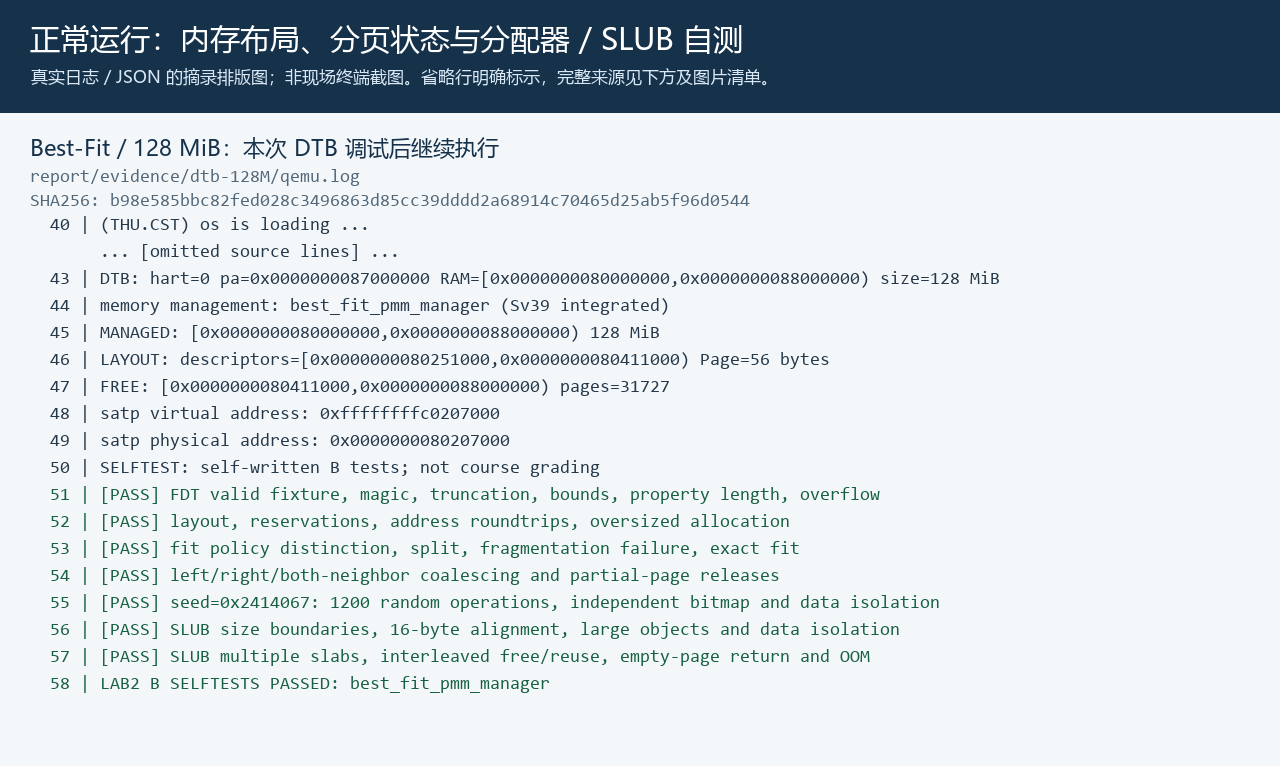 正常运行：内存布局、分页状态与分配器 / SLUB 自测
真实日志 / JSON 的摘录排版图；非现场终端截图。省略行明确标示，完整来源见下方及图片清单。
Best-Fit / 128 MiB：本次 DTB 调试后继续执行
report/evidence/dtb-128M/qemu.log
SHA256: b98e585bbc82fed028c3496863d85cc39dddd2a68914c70465d25ab5f96d0544
40 | (THU.CST) os is loading ...
... [omitted source lines] ...
43 | DTB: hart=0 pa=0x0000000087000000 RAM=[0x0000000080000000,0x0000000088000000) size=128 MiB
44 | memory management: best_fit_pmm_manager (Sv39 integrated)
45 | MANAGED: [0x0000000080000000,0x0000000088000000) 128 MiB
46 | LAYOUT: descriptors=[0x0000000080251000,0x0000000080411000) Page=56 bytes
47 | FREE: [0x0000000080411000,0x0000000088000000) pages=31727
48 | satp virtual address: 0xffffffffc0207000
49 | satp physical address: 0x0000000080207000
50 | SELFTEST: self-written B tests; not course grading
51 | [PASS] FDT valid fixture, magic, truncation, bounds, property length, overflow
52 | [PASS] layout, reservations, address roundtrips, oversized allocation
53 | [PASS] fit policy distinction, split, fragmentation failure, exact fit
54 | [PASS] left/right/both-neighbor coalescing and partial-page releases
55 | [PASS] seed=0x2414067: 1200 random operations, independent bitmap and data isolation
56 | [PASS] SLUB size boundaries, 16-byte alignment, large objects and data isolation
57 | [PASS] SLUB multiple slabs, interleaved free/reuse, empty-page return and OOM
58 | LAB2 B SELFTESTS PASSED: best_fit_pmm_manager